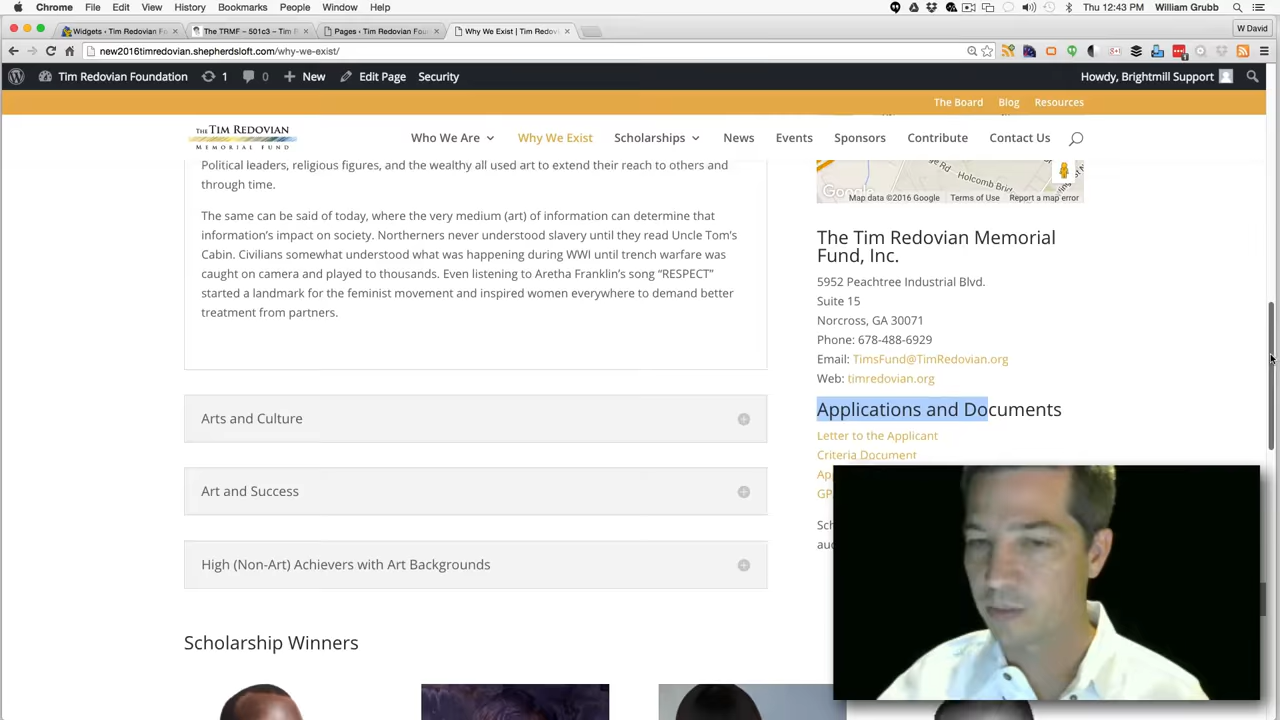 Chrome File Edit View History Bookmarks People Window Help
Thu 12:43 PM William Grubb
Widgets ‹ Tim Redovian Fou
The TRMF – 501c3 – Tim
Pages ‹ Tim Redovian Found
Why We Exist | Tim Redovi
W David
new2016timredovian.shepherdsloft.com/why-we-exist/
Tim Redovian Foundation 1 0 New Edit Page Security
Howdy, Brightmill Support
The Board Blog Resources
THE TIM REDOVIAN
MEMORIAL FUND
Who We Are Why We Exist Scholarships News Events Sponsors Contribute Contact Us
Political leaders, religious figures, and the wealthy all used art to extend their reach to others and
through time.
The same can be said of today, where the very medium (art) of information can determine that
information’s impact on society. Northerners never understood slavery until they read Uncle Tom’s
Cabin. Civilians somewhat understood what was happening during WWI until trench warfare was
caught on camera and played to thousands. Even listening to Aretha Franklin’s song “RESPECT”
started a landmark for the feminist movement and inspired women everywhere to demand better
treatment from partners.
Arts and Culture
Art and Success
High (Non-Art) Achievers with Art Backgrounds
Scholarship Winners
Holcomb Bri
Google
Map data ©2016 Google Terms of Use Report a map error
The Tim Redovian Memorial
Fund, Inc.
5952 Peachtree Industrial Blvd.
Suite 15
Norcross, GA 30071
Phone: 678-488-6929
Email: TimsFund@TimRedovian.org
Web: timredovian.org
Applications and Documents
Letter to the Applicant
Criteria Document
Ap
GP
Sch
aud